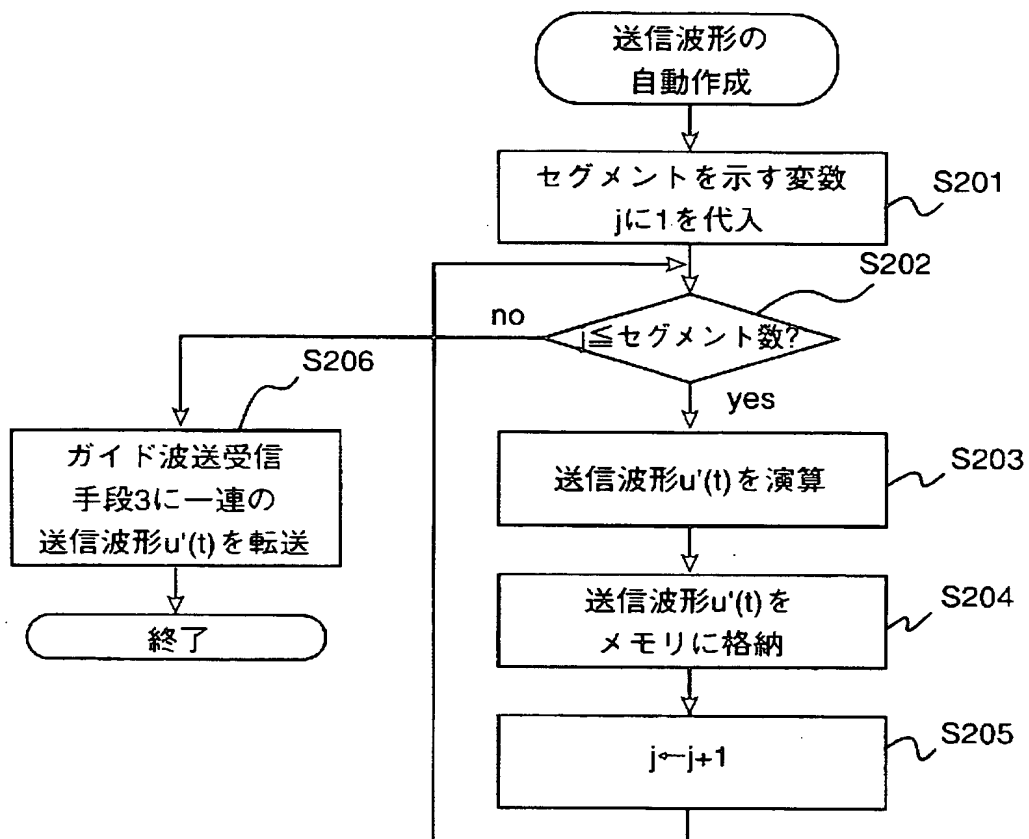 送信波形の
自動作成
セグメントを示す変数
jに1を代入
S201
S202
j≦セグメント数?
no
yes
S206
ガイド波送受信
手段3に一連の
送信波形u'(t)を転送
終了
送信波形u'(t)を演算
S203
送信波形u'(t)を
メモリに格納
S204
j←j+1
S205